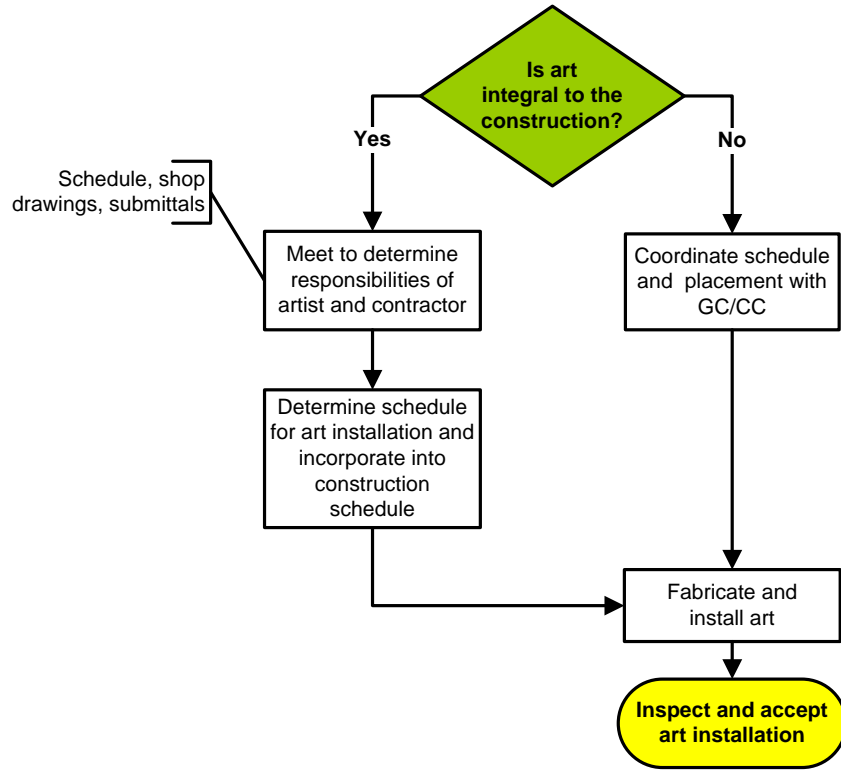 Is art
integral to the
construction?
Yes
No
Schedule, shop
drawings, submittals
Meet to determine
responsibilities of
artist and contractor
Coordinate schedule
and placement with
GC/CC
Determine schedule
for art installation and
incorporate into
construction
schedule
Fabricate and
install art
Inspect and accept
art installation